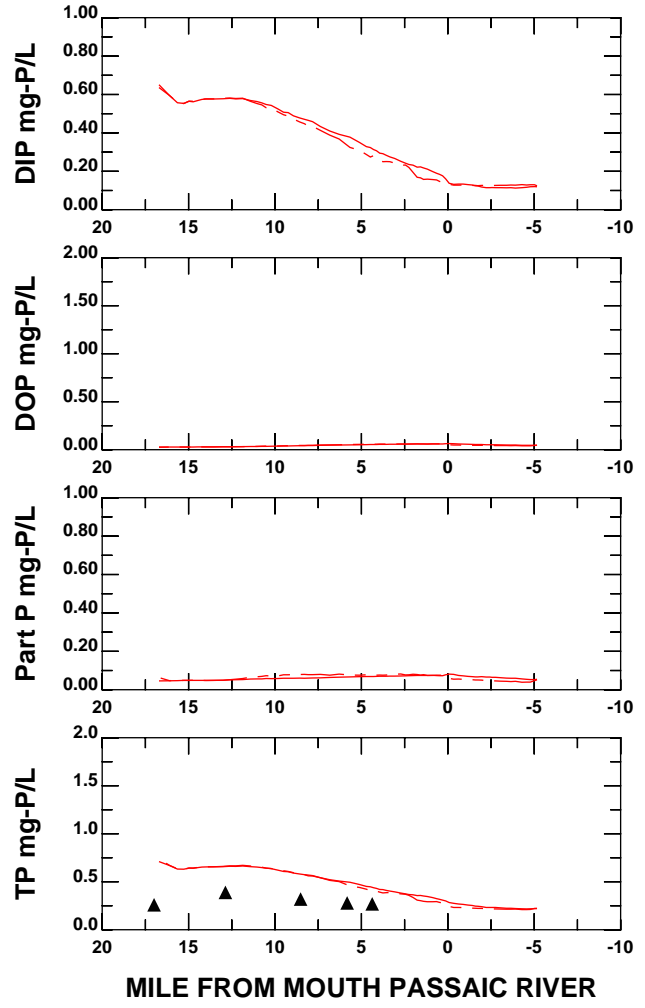 DIP mg-P/L
1.00
0.80
0.60
0.40
0.20
0.00
20 15 10 5 0 -5 -10
DOP mg-P/L
2.00
1.50
1.00
0.50
0.00
20 15 10 5 0 -5 -10
Part P mg-P/L
1.00
0.80
0.60
0.40
0.20
0.00
20 15 10 5 0 -5 -10
TP mg-P/L
2.0
1.5
1.0
0.5
0.0
20 15 10 5 0 -5 -10
MILE FROM MOUTH PASSAIC RIVER